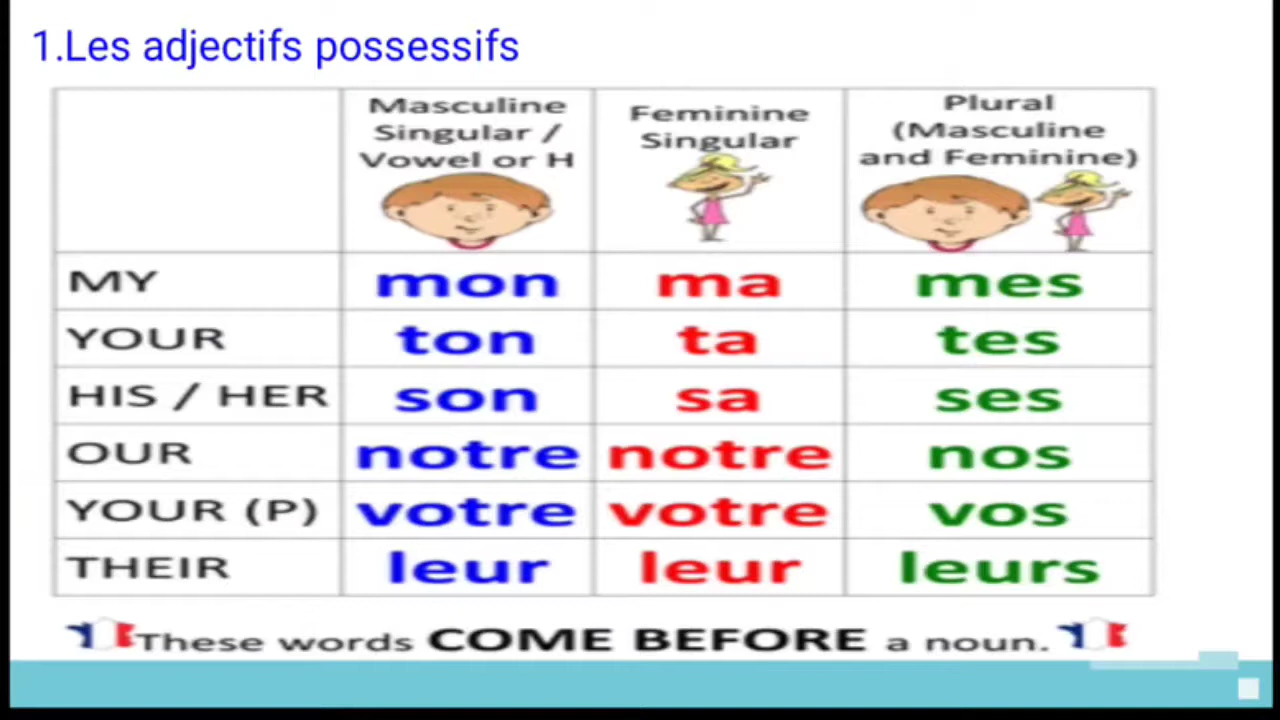 1.Les adjectifs possessifs
Masculine Singular / Vowel or H
Feminine Singular
Plural (Masculine and Feminine)
MY mon ma mes
YOUR ton ta tes
HIS / HER son sa ses
OUR notre notre nos
YOUR (P) votre votre vos
THEIR leur leur leurs
These words COME BEFORE a noun.